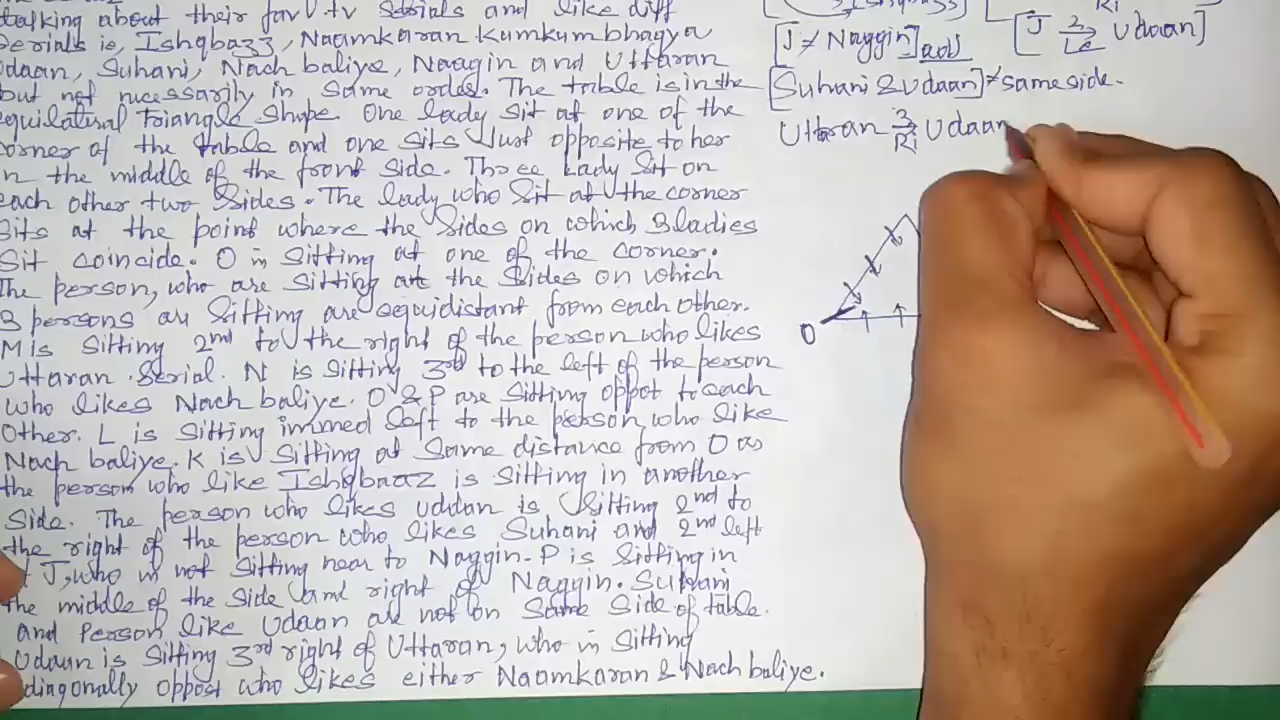 talking about their fav tv serials and like diff
serials ie, Ishqbazz, Naamkaran Kumkumbhagya
Udaan, Suhani, Nach baliye, Naagin and Uttaran
but not necessarily in same order. The table is in the
equilateral Triangle Shape. One lady sit at one of the
corner of the table and one sits Just opposite to her
in the middle of the front side. Three Lady Sit on
each other two Sides. The lady who sit at the corner
sits at the point where the sides on which 3 ladies
sit coincide. O is sitting at one of the corner.
The person, who are sitting at the sides on which
3 persons are sitting are equidistant from each other.
M is sitting 2nd to the right of the person who likes
Uttaran Serial. N is sitting 3rd to the left of the person
who likes Nach baliye. O & P are sitting oppot to each
Other. L is sitting immed left to the person who like
Nach baliye. K is sitting at same distance from O as
the person who like Ishqbaaz is sitting in another
side. The person who likes uddan is sitting 2nd to
the right of the person who likes Suhani and 2nd left
J, who is not sitting near to Naggin. P is sitting in
the middle of the side and right of Naggin. Suhani
and Person like Udaan are not on Same Side of table.
Udaan is sitting 3rd right of Uttaran, who is sitting
diagonally oppost who likes either Naamkaran & Nach baliye.
[J ≠ Naggin] adv
[J 2/Le Udaan]
[Suhani & Udaan] ≠ same side.
Uttaran 3/Ri Udaan
O